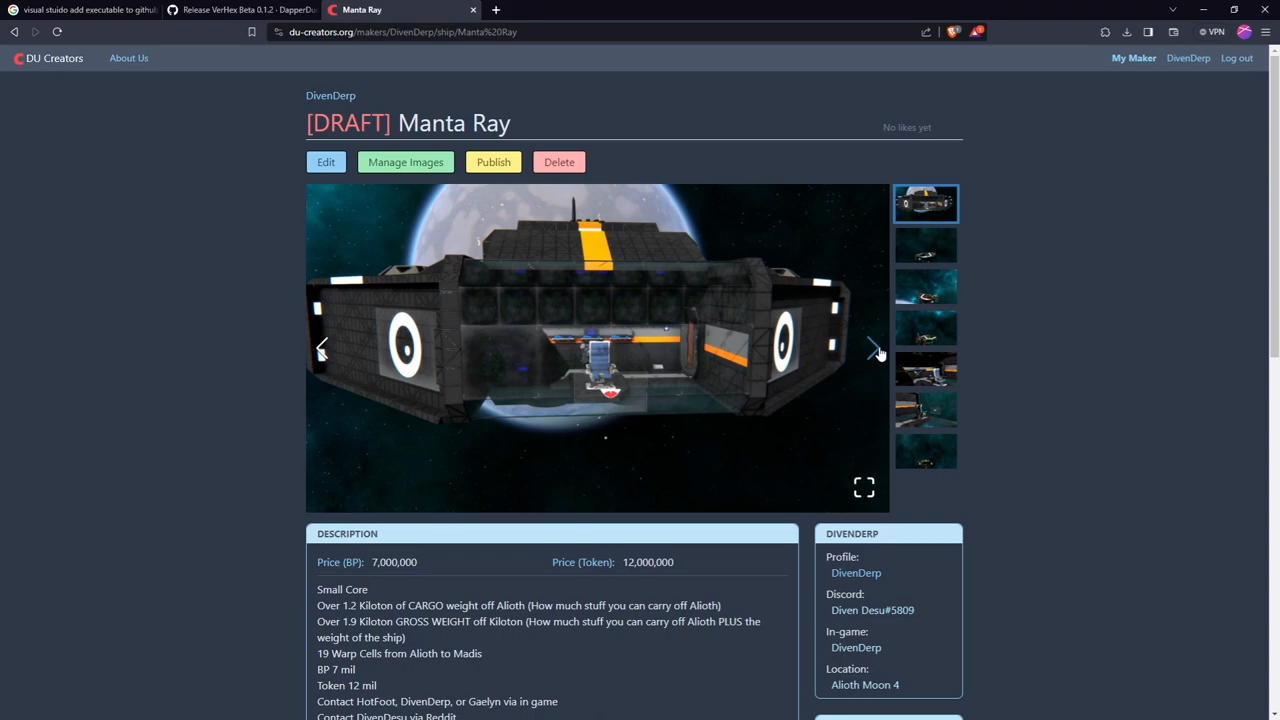 visual stuido add executable to github
Release VerHex Beta 0.1.2 · DapperDu
Manta Ray
du-creators.org/makers/DivenDerp/ship/Manta%20Ray
VPN
DU Creators
About Us
My Maker
DivenDerp
Log out
DivenDerp
[DRAFT] Manta Ray
No likes yet
Edit
Manage Images
Publish
Delete
DESCRIPTION
Price (BP): 7,000,000
Price (Token): 12,000,000
Small Core
Over 1.2 Kiloton of CARGO weight off Alioth (How much stuff you can carry off Alioth)
Over 1.9 Kiloton GROSS WEIGHT off Kiloton (How much stuff you can carry off Alioth PLUS the
weight of the ship)
19 Warp Cells from Alioth to Madis
BP 7 mil
Token 12 mil
Contact HotFoot, DivenDerp, or Gaelyn via in game
Contact DivenDesu via Reddit
DIVENDERP
Profile:
DivenDerp
Discord:
Diven Desu#5809
In-game:
DivenDerp
Location:
Alioth Moon 4